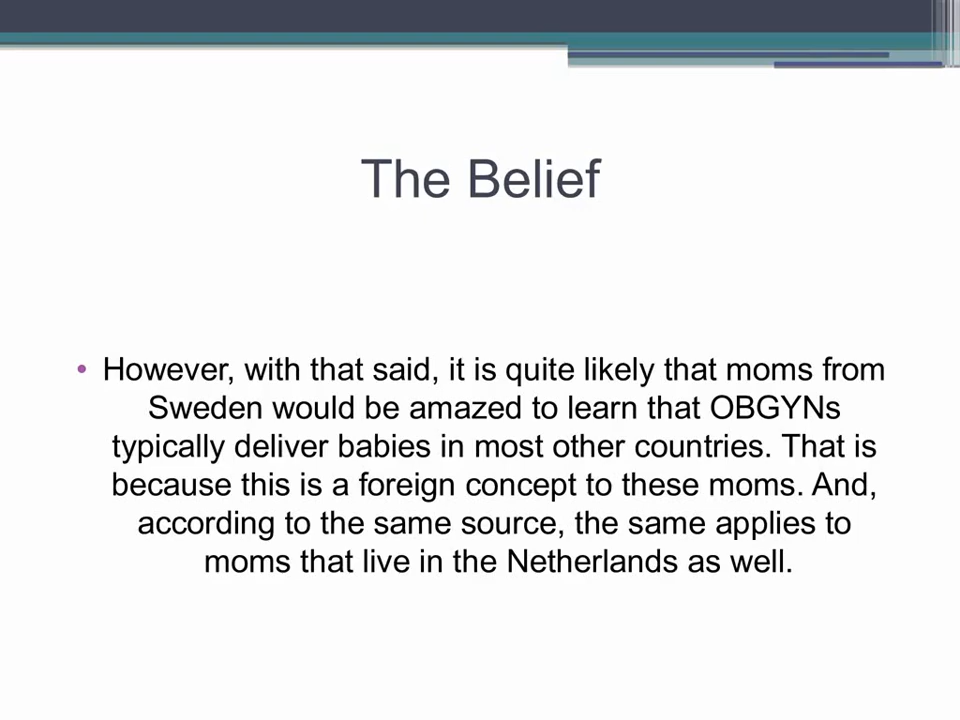 The Belief
• However, with that said, it is quite likely that moms from
Sweden would be amazed to learn that OBGYNs
typically deliver babies in most other countries. That is
because this is a foreign concept to these moms. And,
according to the same source, the same applies to
moms that live in the Netherlands as well.